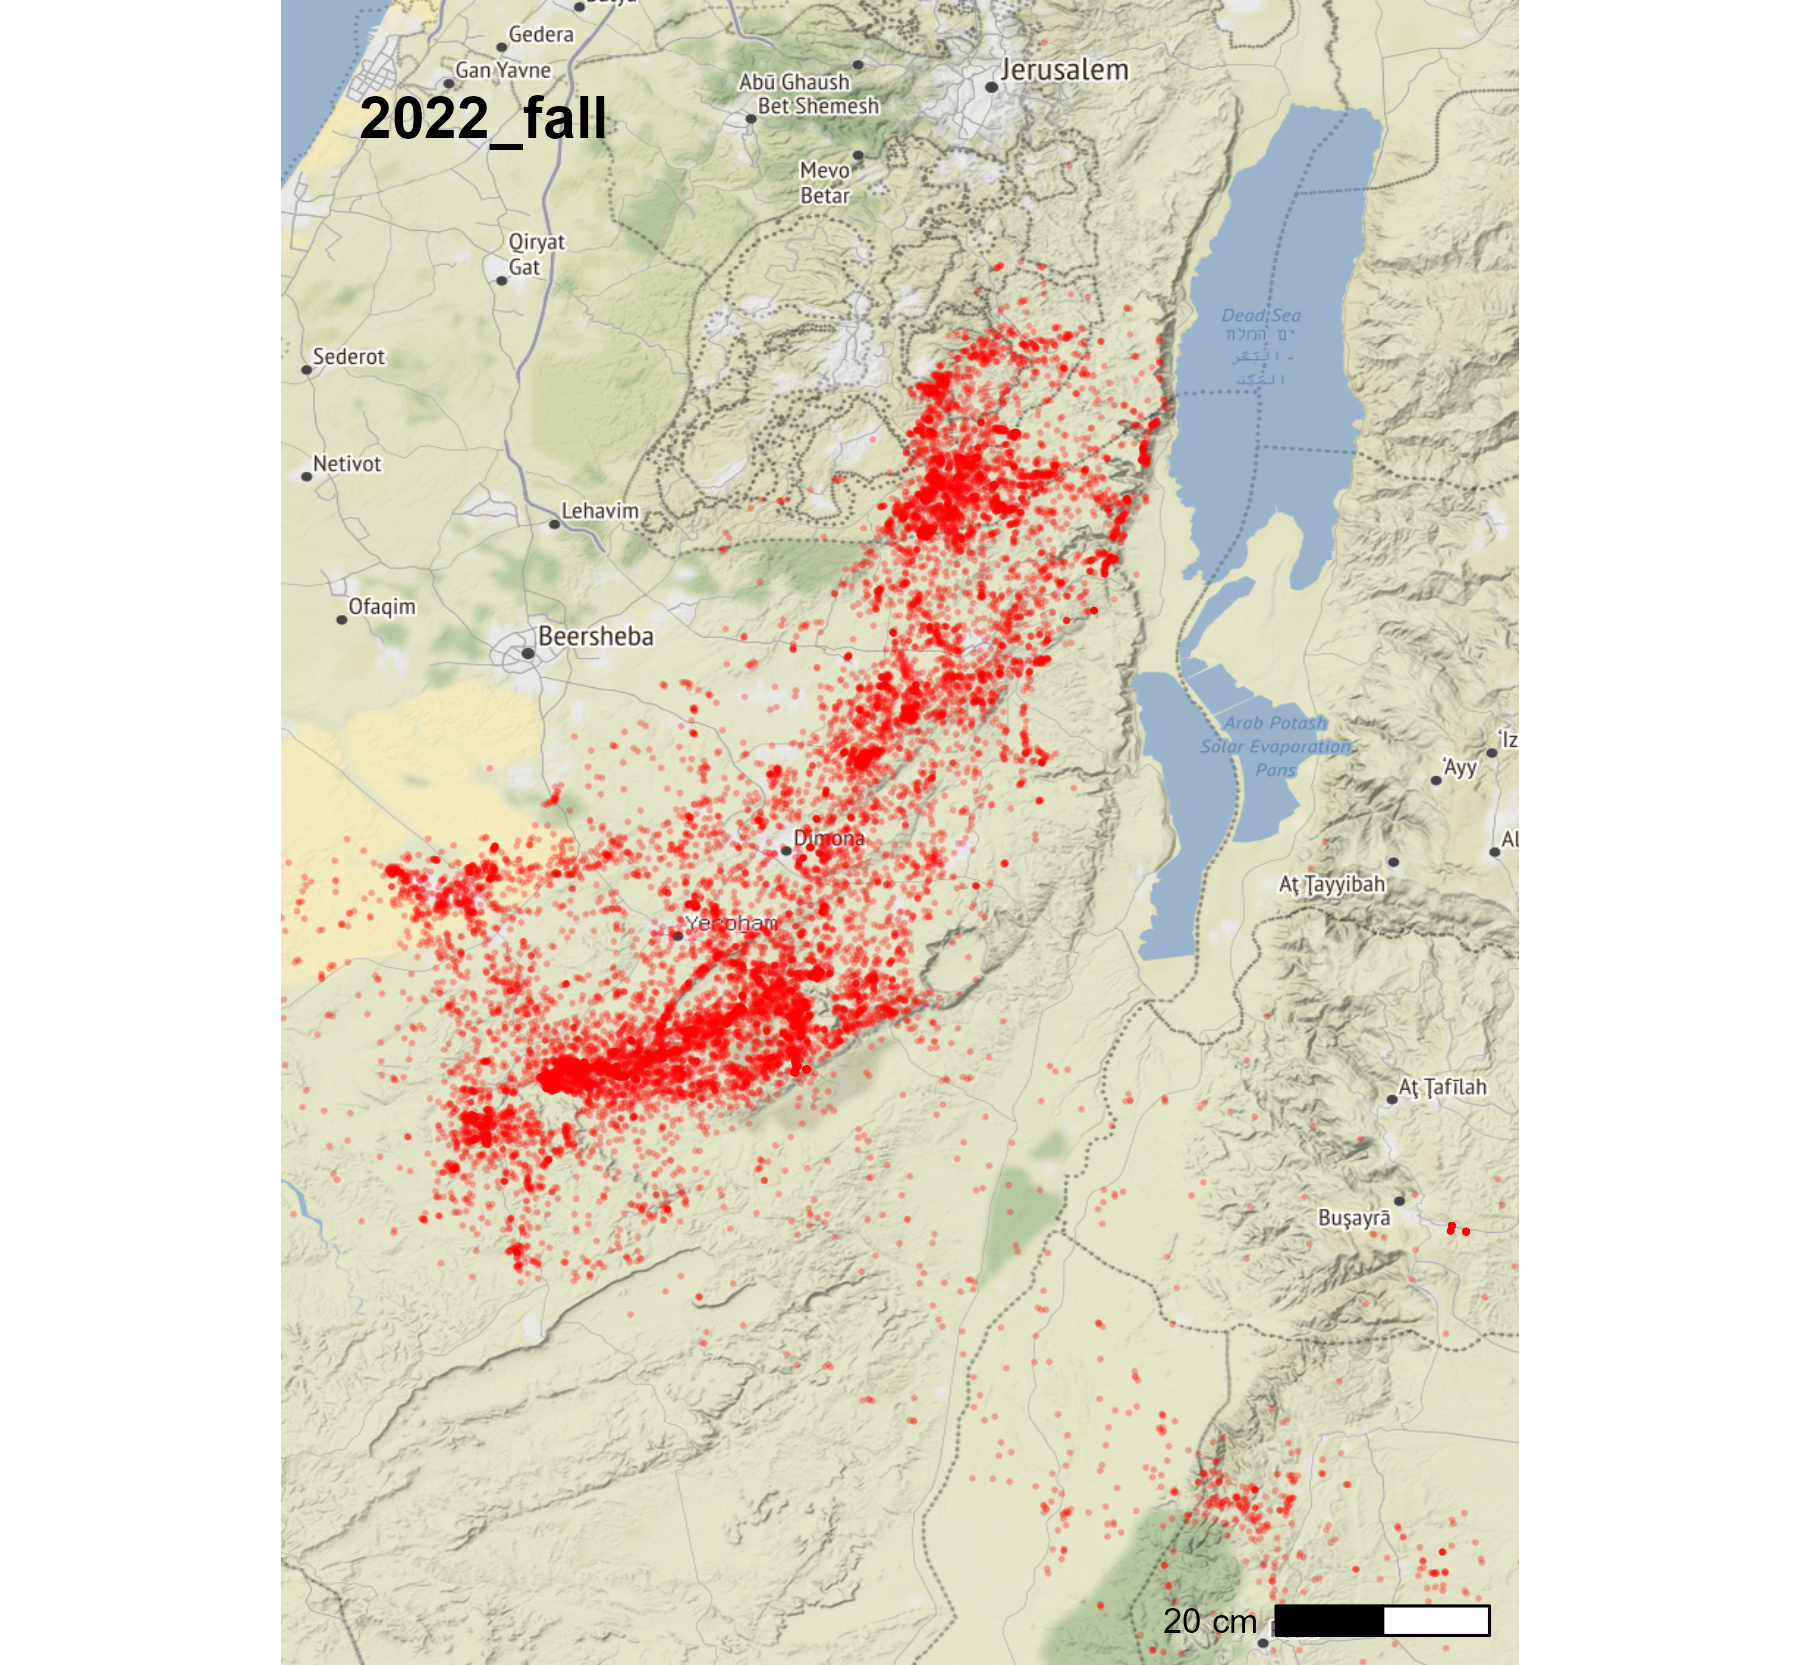 Gedera
Gan Yavne
2022_fall
Abū Ghaush
Bet Shemesh
Jerusalem
Mevo
Betar
Qiryat
Gat
Sederot
Netivot
Lehavim
Ofaqim
Beersheba
Dead Sea
ים המלח
- البحر
الميت
Arab Potash
Solar Evaporation
Pans
'Iz
'Ayy
Al
Dimona
Aţ Ţayyibah
Yeroham
Aţ Ţafīlah
Buşayrā
20 cm